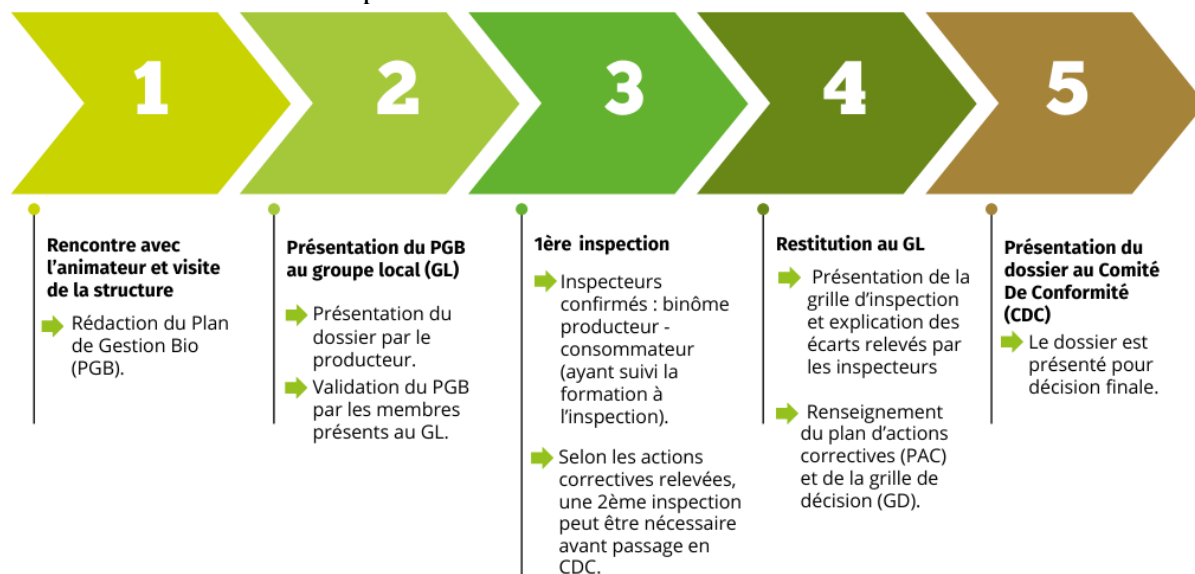 1
2
3
4
5
Rencontre avec
l'animateur et visite
de la structure
Rédaction du Plan
de Gestion Bio
(PGB).
Présentation du PGB
au groupe local (GL)
Présentation du
dossier par le
producteur.
Validation du PGB
par les membres
présents au GL.
1ère inspection
Inspecteurs
confirmés : binôme
producteur -
consommateur
(ayant suivi la
formation à
l'inspection).
Selon les actions
correctives relevées,
une 2ème inspection
peut être nécessaire
avant passage en
CDC.
Restitution au GL
Présentation de la
grille d'inspection
et explication des
écarts relevés par
les inspecteurs
Renseignement
du plan d'actions
correctives (PAC)
et de la grille de
décision (GD).
Présentation du
dossier au Comité
De Conformité
(CDC)
Le dossier est
présenté pour
décision finale.